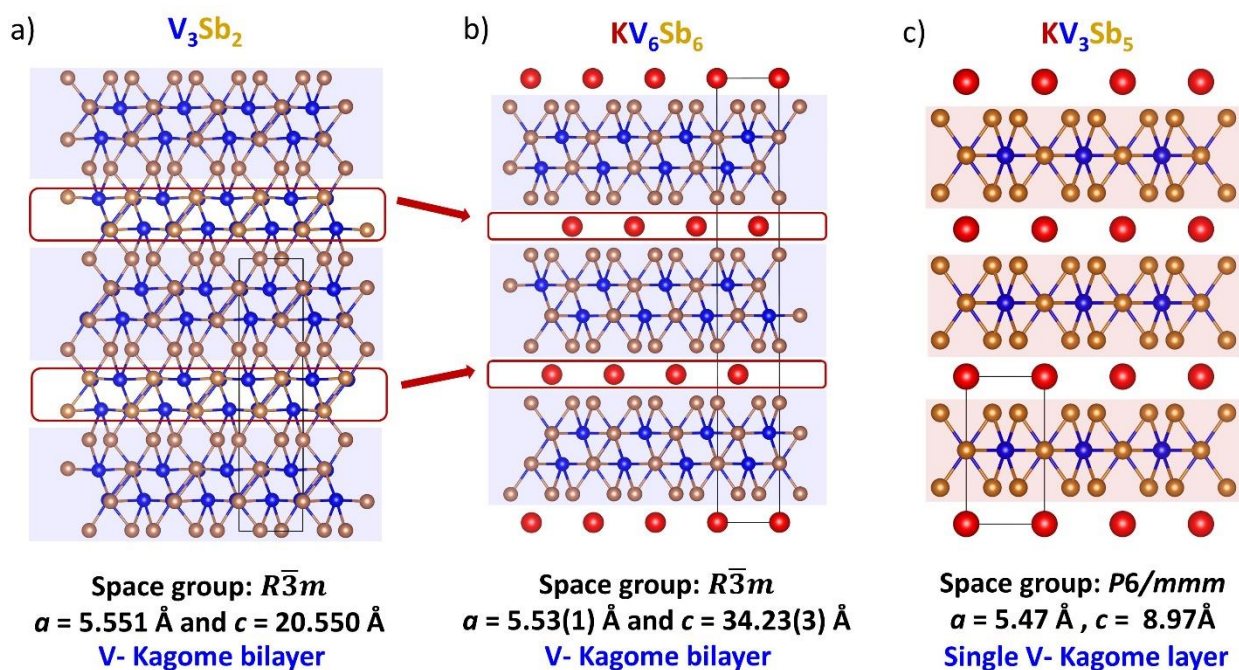 a)
V₃Sb₂
Space group: R3̅m
a = 5.551 Å and c = 20.550 Å
V- Kagome bilayer
b)
KV₆Sb₆
Space group: R3̅m
a = 5.53(1) Å and c = 34.23(3) Å
V- Kagome bilayer
c)
KV₃Sb₅
Space group: P6/mmm
a = 5.47 Å , c = 8.97Å
Single V- Kagome layer